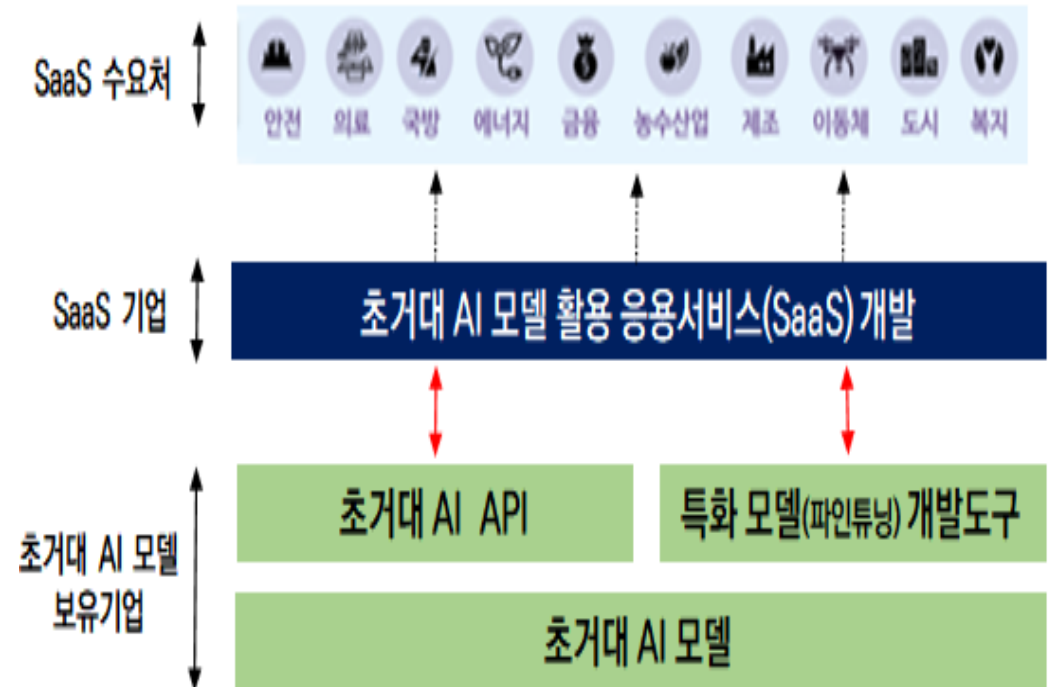 SaaS 수요처
안전 의료 국방 에너지 금융 농수산업 제조 이동체 도시 복지
SaaS 기업
초거대 AI 모델 활용 응용서비스(SaaS) 개발
초거대 AI API
특화 모델(파인튜닝) 개발도구
초거대 AI 모델
보유기업
초거대 AI 모델